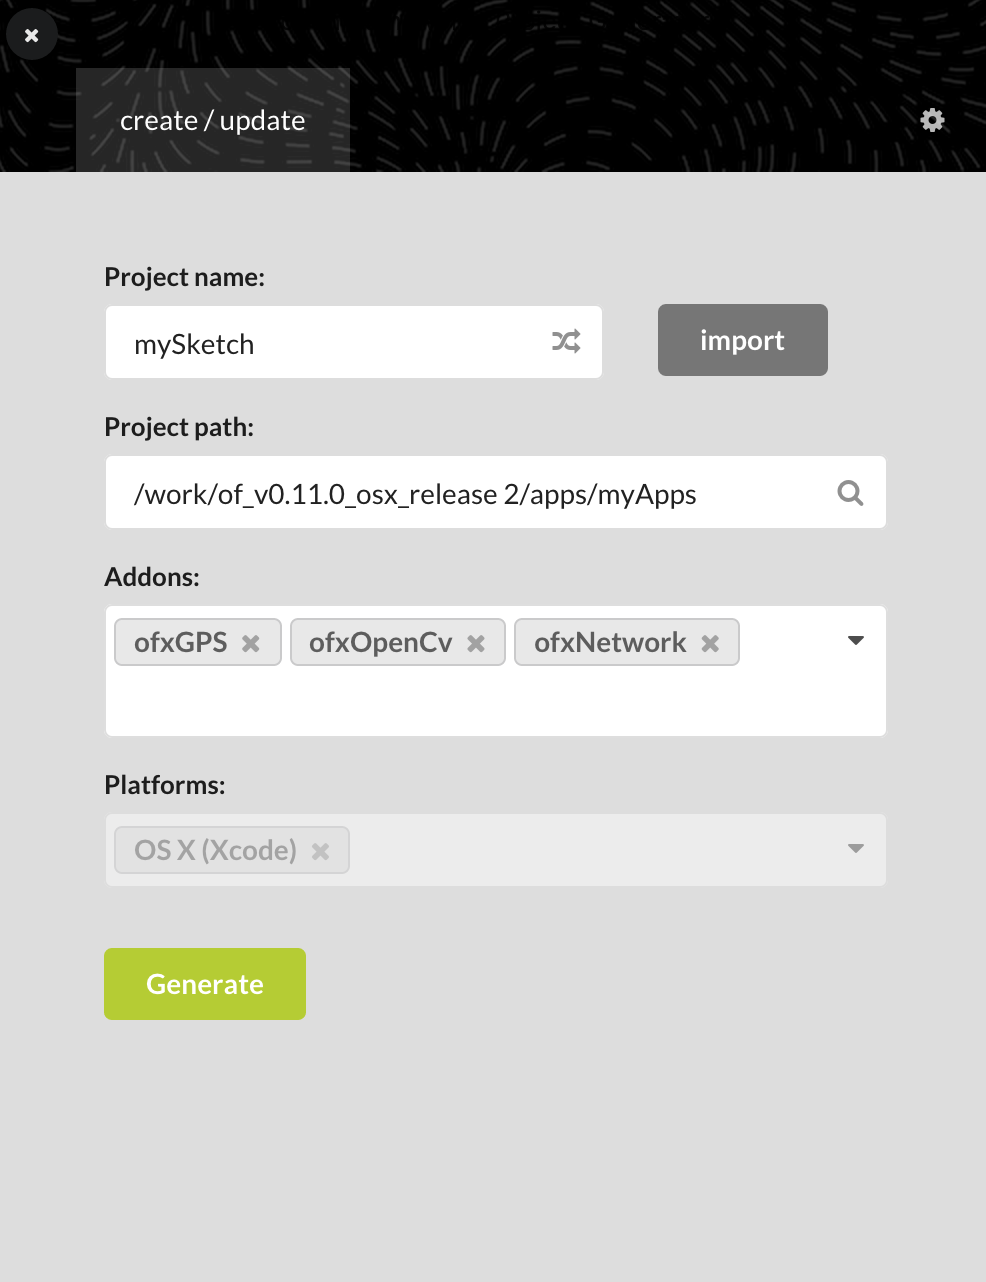 create / update
Project name:
mySketch
import
Project path:
/work/of_v0.11.0_osx_release 2/apps/myApps
Addons:
ofxGPS ofxOpenCv ofxNetwork
Platforms:
OS X (Xcode)
Generate